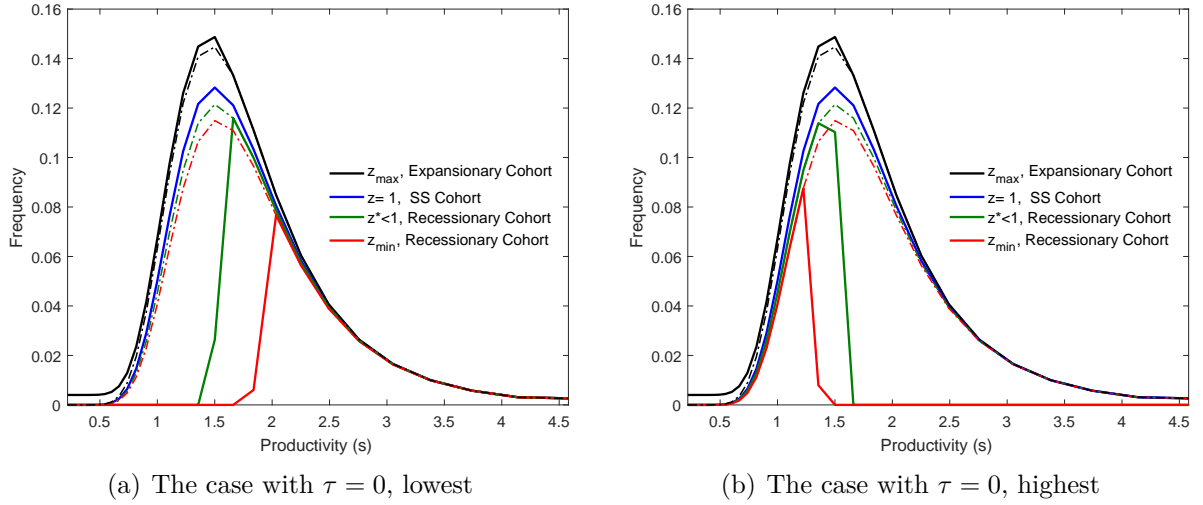 0.16
0.14
0.12
0.1
0.08
0.06
0.04
0.02
0
Frequency
z_max, Expansionary Cohort
z= 1, SS Cohort
z*<1, Recessionary Cohort
z_min, Recessionary Cohort
0.5 1 1.5 2 2.5 3 3.5 4 4.5
Productivity (s)
(a) The case with τ = 0, lowest
0.16
0.14
0.12
0.1
0.08
0.06
0.04
0.02
0
Frequency
z_max, Expansionary Cohort
z= 1, SS Cohort
z*<1, Recessionary Cohort
z_min, Recessionary Cohort
0.5 1 1.5 2 2.5 3 3.5 4 4.5
Productivity (s)
(b) The case with τ = 0, highest